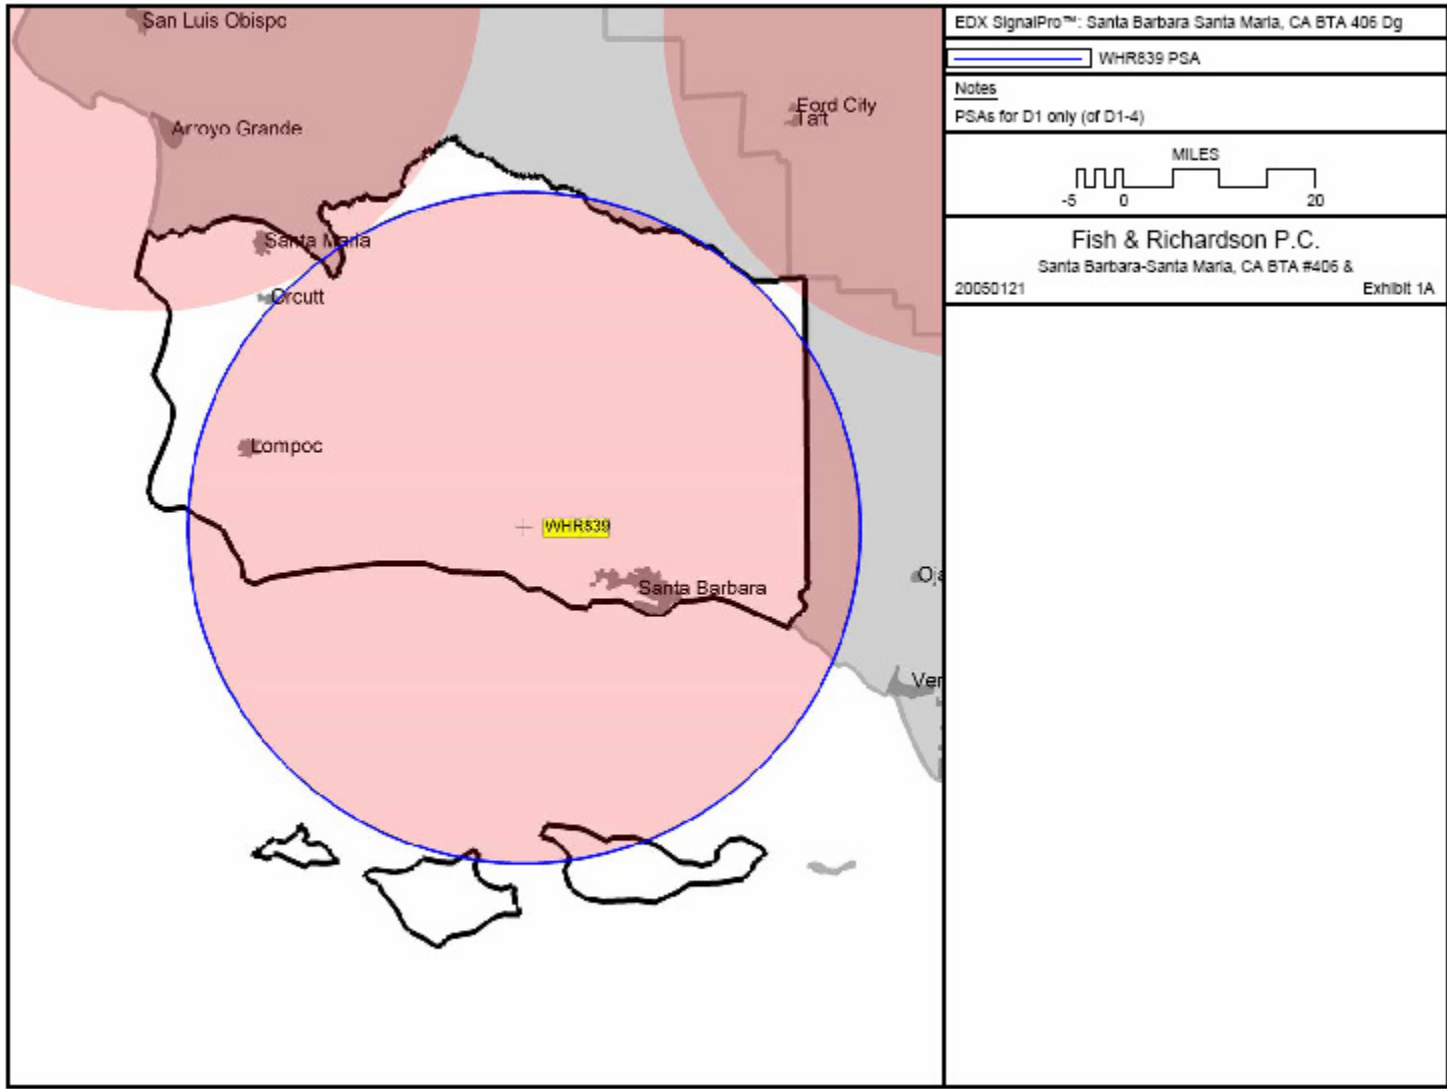 San Luis Obispo
Arroyo Grande
Ford City
Taft
Santa Maria
Orcutt
Lompoc
WHR839
Santa Barbara
Oja
Ven
EDX SignalPro™: Santa Barbara Santa Maria, CA BTA 406 Dg
WHR839 PSA
Notes
PSAs for D1 only (of D1-4)
MILES
-5 0 20
Fish & Richardson P.C.
Santa Barbara-Santa Maria, CA BTA #406 &
20050121 Exhibit 1A